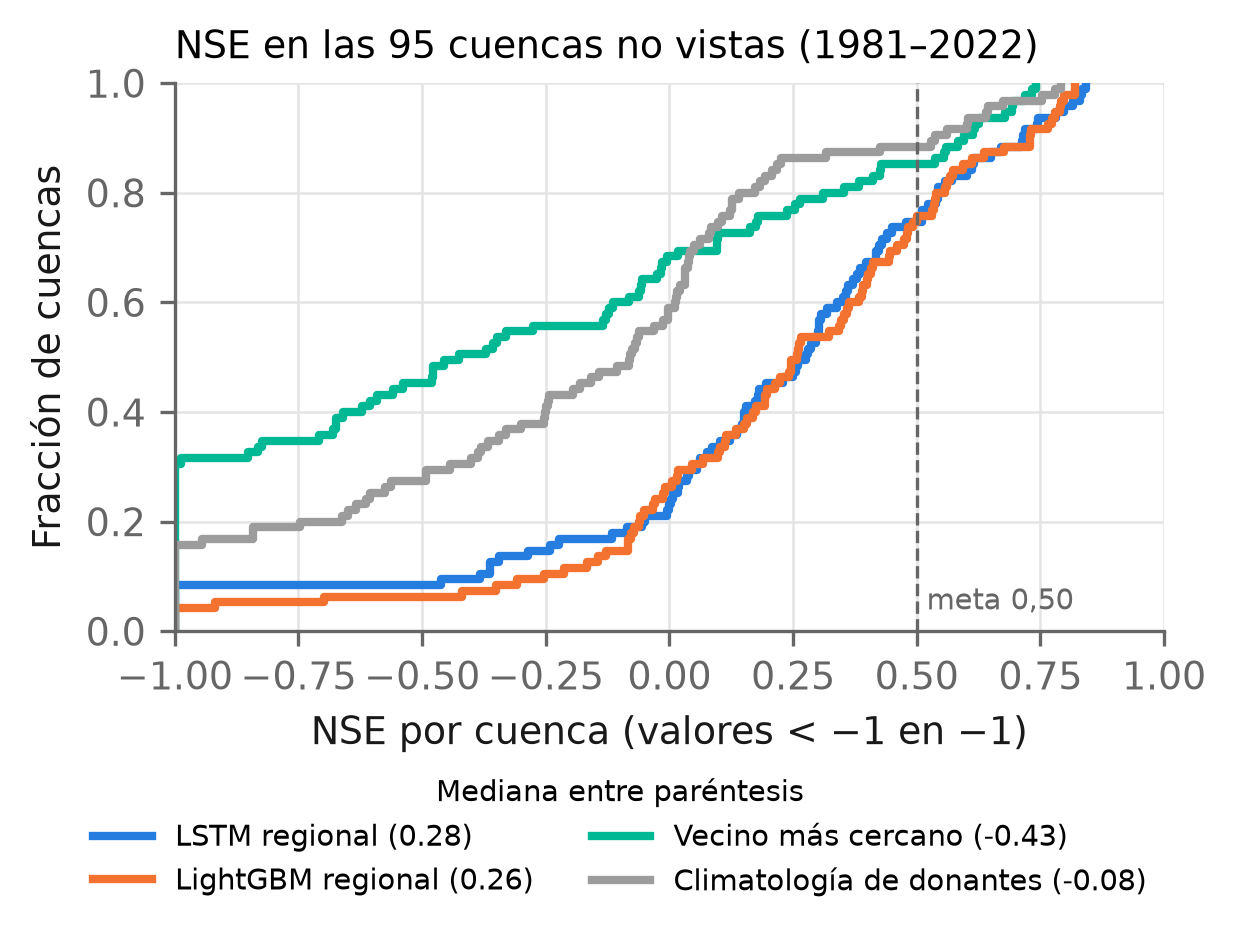 NSE en las 95 cuencas no vistas (1981–2022)
Fracción de cuencas
1.0
0.8
0.6
0.4
0.2
0.0
meta 0,50
−1.00 −0.75 −0.50 −0.25 0.00 0.25 0.50 0.75 1.00
NSE por cuenca (valores < −1 en −1)
Mediana entre paréntesis
LSTM regional (0.28)
LightGBM regional (0.26)
Vecino más cercano (-0.43)
Climatología de donantes (-0.08)